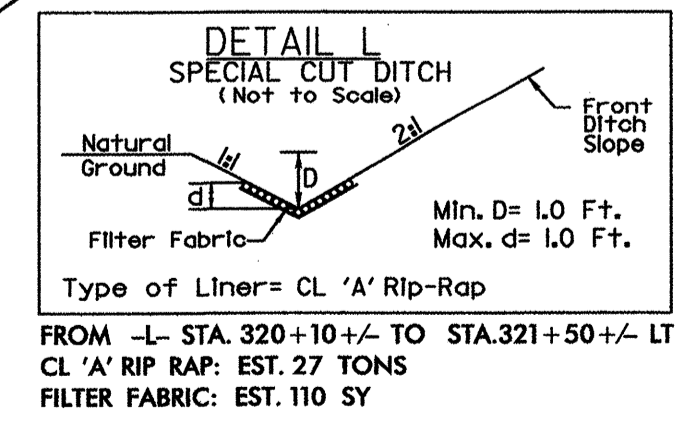 DETAIL L
SPECIAL CUT DITCH
(Not to Scale)
Natural
Ground
1:1
2:1
Front
Ditch
Slope
D
d
Filter Fabric
Min. D= 1.0 Ft.
Max. d= 1.0 Ft.
Type of Liner= CL 'A' Rip-Rap
FROM -L- STA. 320+10+/- TO STA.321+50+/- LT
CL 'A' RIP RAP: EST. 27 TONS
FILTER FABRIC: EST. 110 SY